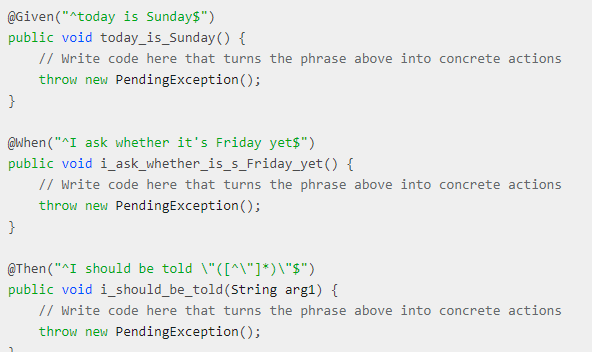 @Given("^today is Sunday$")
public void today_is_Sunday() {
    // Write code here that turns the phrase above into concrete actions
    throw new PendingException();
}

@When("^I ask whether it's Friday yet$")
public void i_ask_whether_is_s_Friday_yet() {
    // Write code here that turns the phrase above into concrete actions
    throw new PendingException();
}

@Then("^I should be told \"([^\"]*)\"$")
public void i_should_be_told(String arg1) {
    // Write code here that turns the phrase above into concrete actions
    throw new PendingException();
}